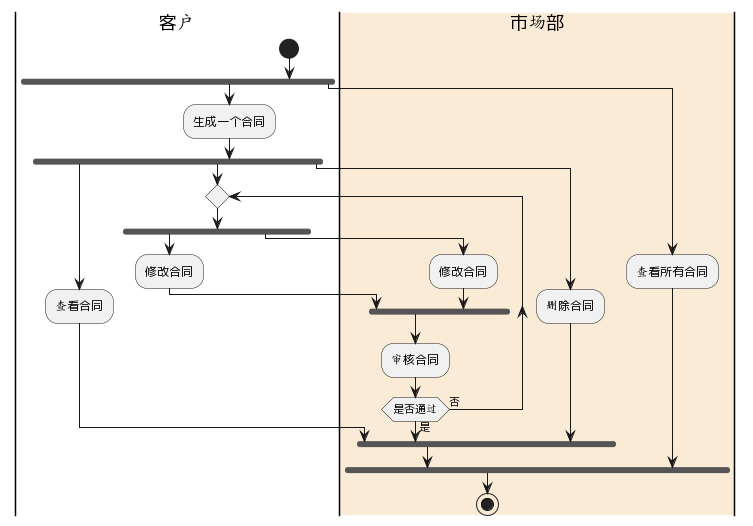 客户
市场部
生成一个合同
修改合同
修改合同
查看所有合同
查看合同
删除合同
审核合同
是否通过
否
是